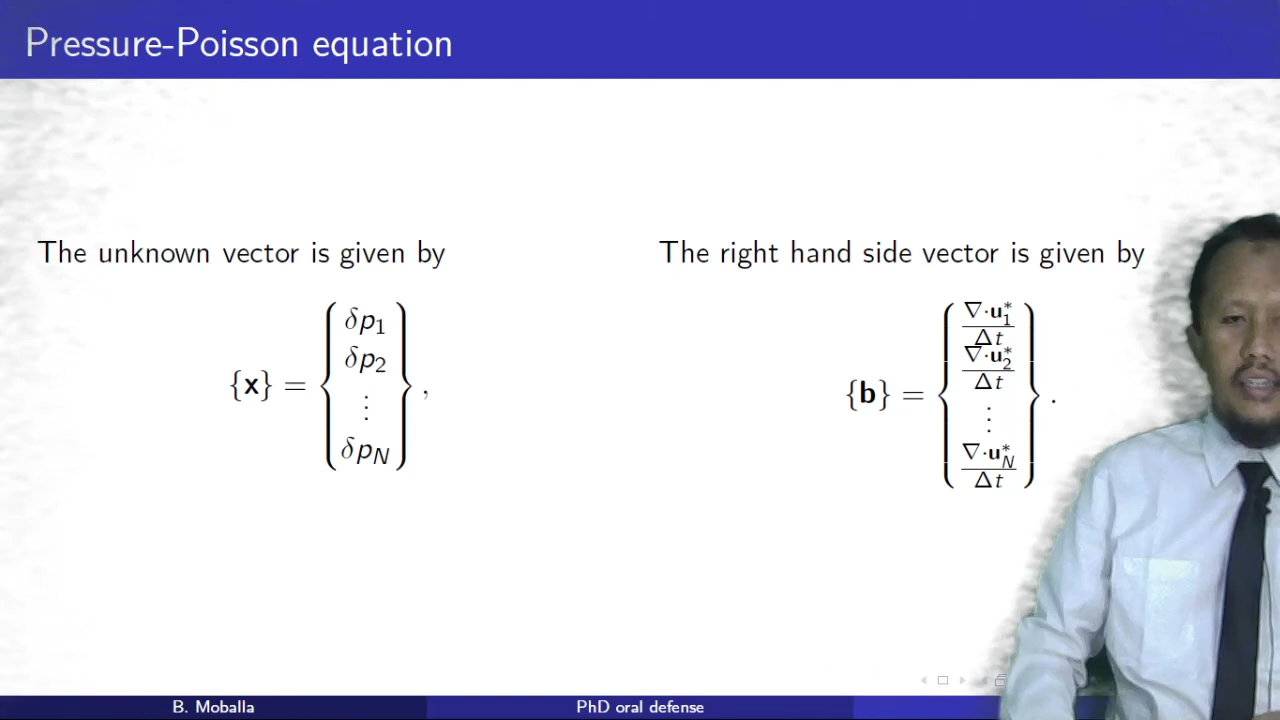 Pressure-Poisson equation
The unknown vector is given by
{x} = { δp₁ δp₂ ⋮ δp_N } ,
The right hand side vector is given by
{b} = { ∇·u₁*/Δt ∇·u₂*/Δt ⋮ ∇·u_N*/Δt } .
B. Moballa
PhD oral defense